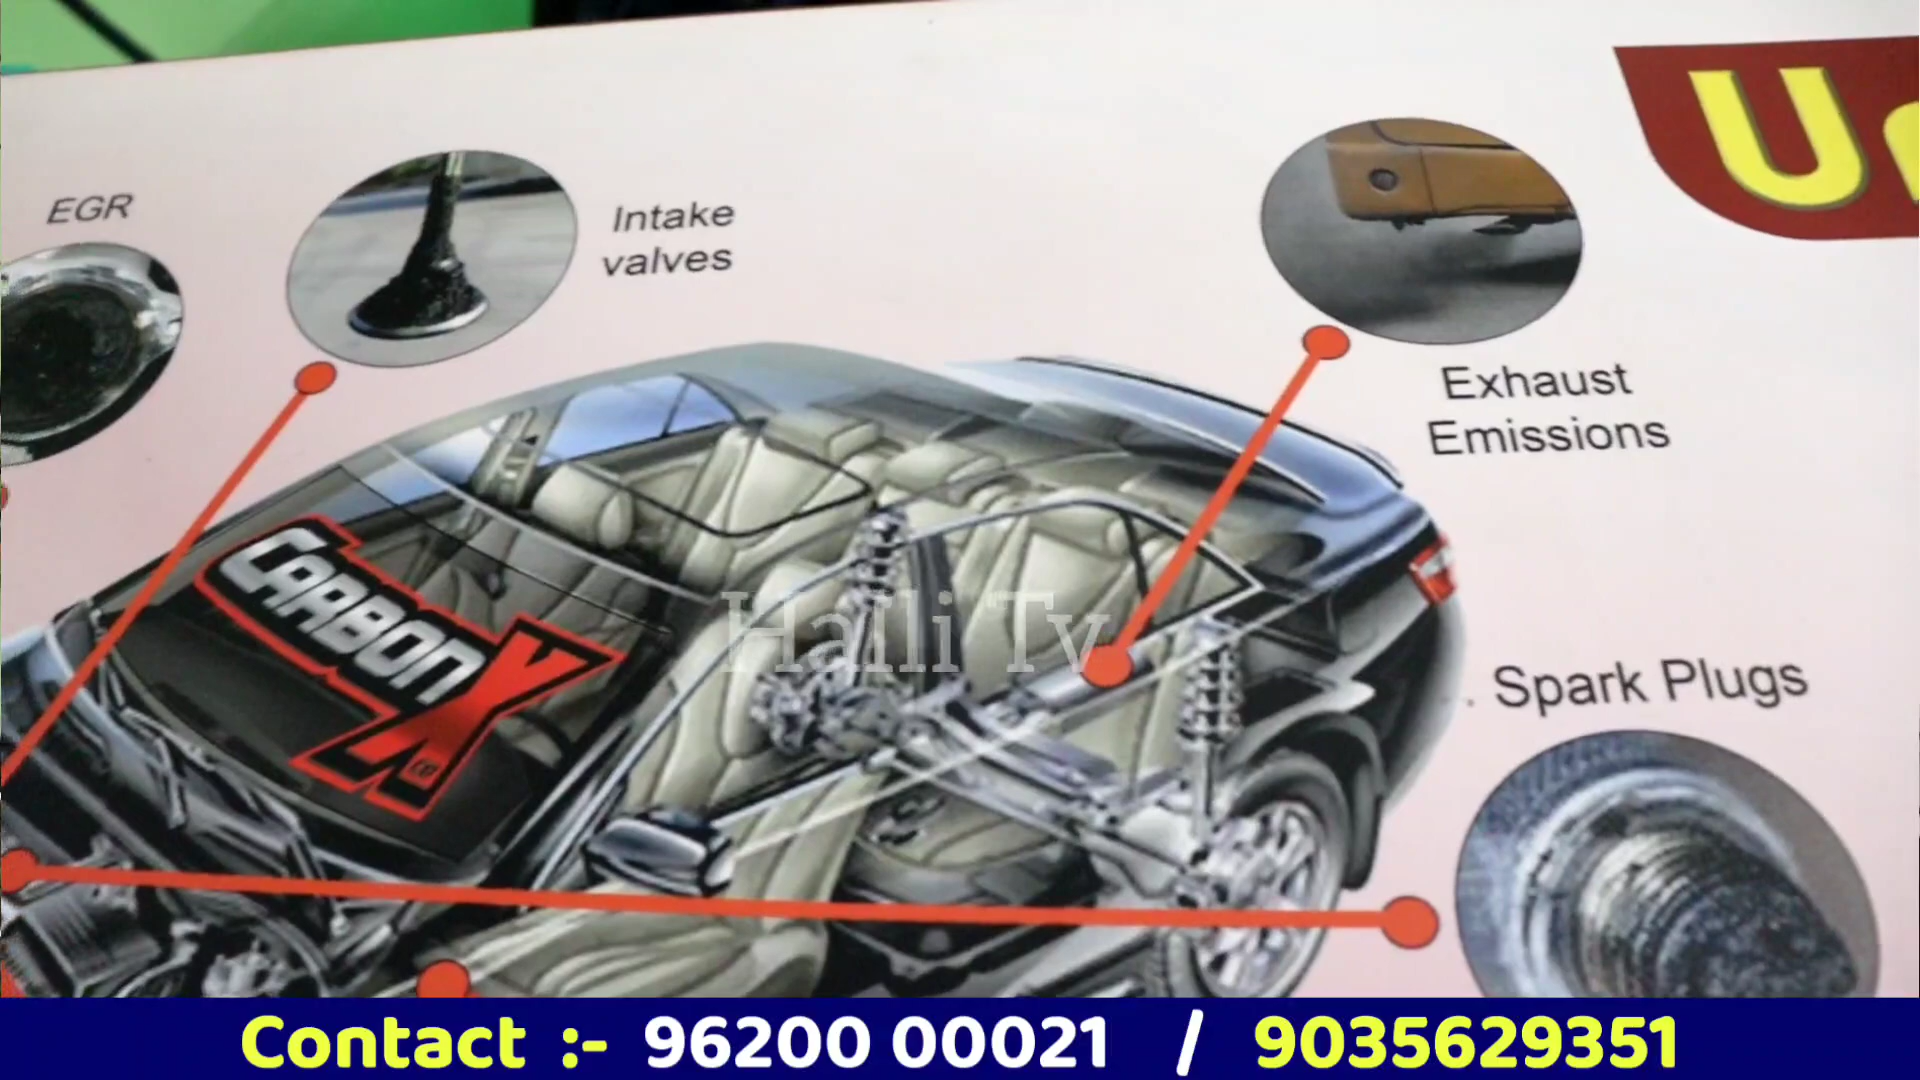 EGR
Intake
valves
Exhaust
Emissions
CARBON X
Halli Tv
Spark Plugs
Contact :- 96200 00021 / 9035629351